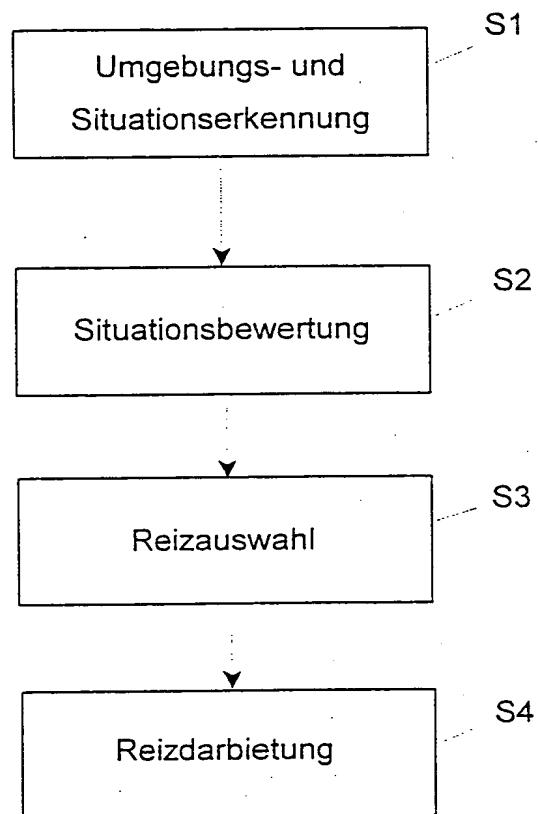 S1
Umgebungs- und
Situationserkennung
S2
Situationsbewertung
S3
Reizauswahl
S4
Reizdarbietung